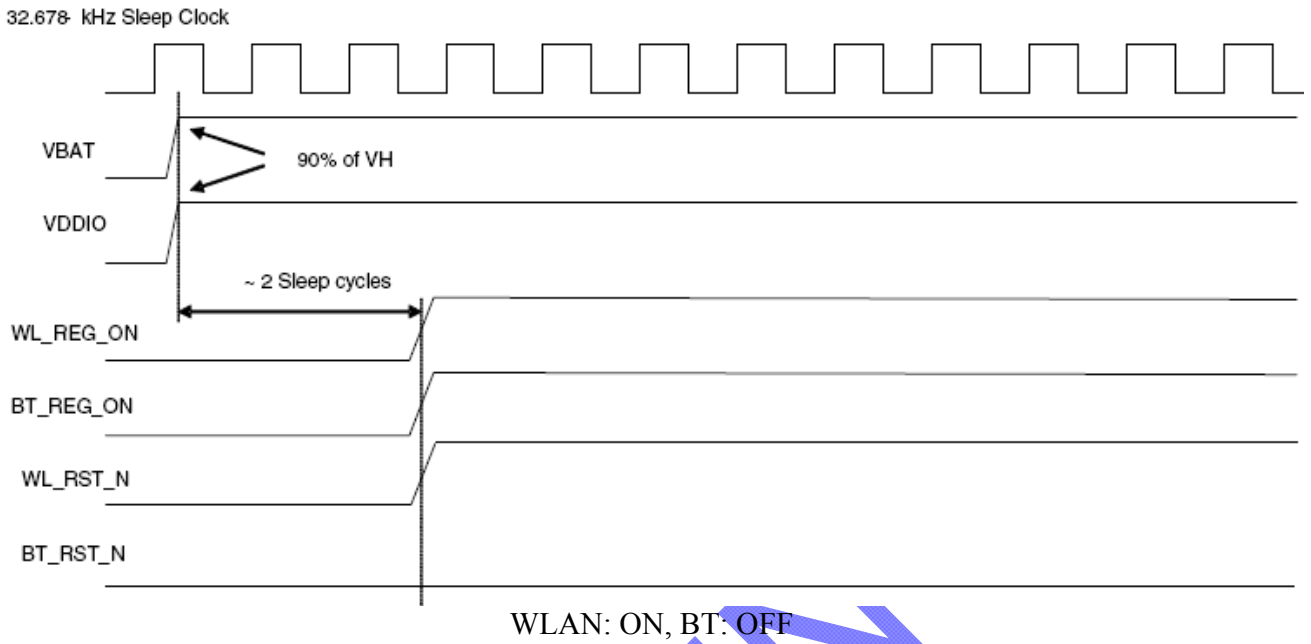 32.678- kHz Sleep Clock
VBAT
90% of VH
VDDIO
~ 2 Sleep cycles
WL_REG_ON
BT_REG_ON
WL_RST_N
BT_RST_N
WLAN: ON, BT: OFF